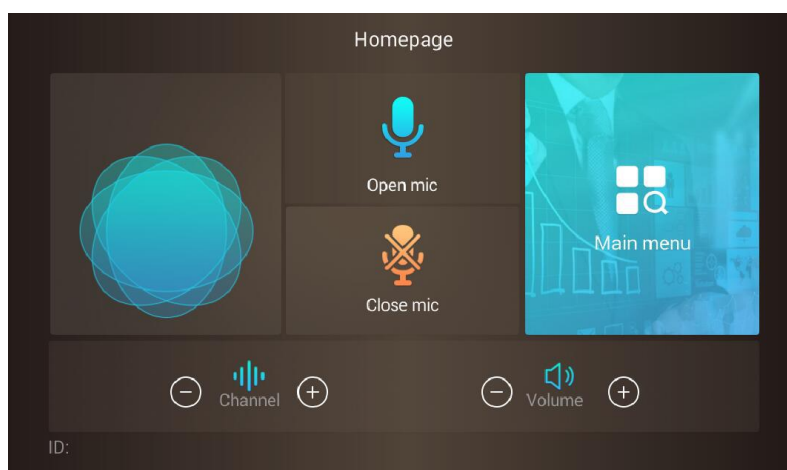 Homepage
Open mic
Main menu
Close mic
Channel
Volume
ID: